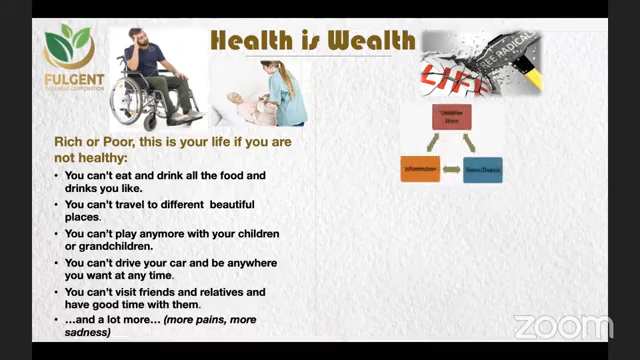 Health is Wealth
FULGENT
LIFE
FREE RADICAL
Rich or Poor, this is your life if you are
not healthy:
• You can't eat and drink all the food and
drinks you like.
• You can't travel to different beautiful
places.
• You can't play anymore with your children
or grandchildren.
• You can't drive your car and be anywhere
you want at any time.
• You can't visit friends and relatives and
have good time with them.
• …and a lot more… (more pains, more
sadness)
Inflammation
zoom